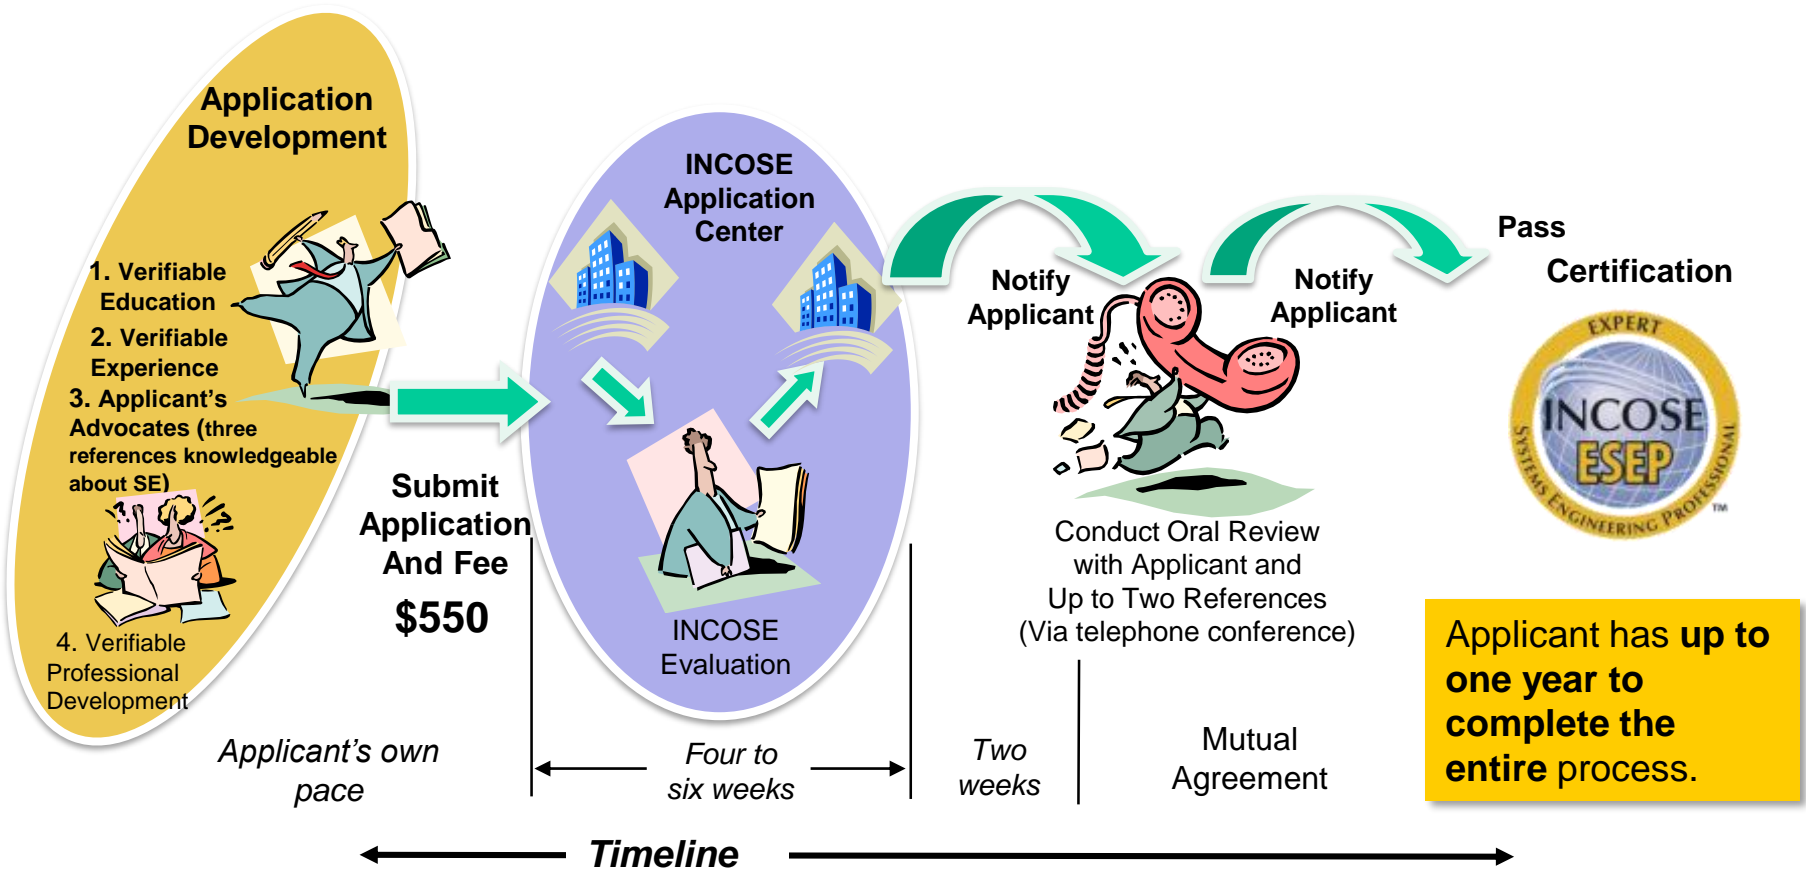 Application
Development
1. Verifiable
Education
2. Verifiable
Experience
3. Applicant's
Advocates (three
references knowledgeable
about SE)
4. Verifiable
Professional
Development
Submit
Application
And Fee
$550
INCOSE
Application
Center
INCOSE
Evaluation
Notify
Applicant
Conduct Oral Review
with Applicant and
Up to Two References
(Via telephone conference)
Notify
Applicant
Pass
Certification
EXPERT
INCOSE
ESEP
SYSTEMS ENGINEERING PROFESSIONAL
TM
Applicant has up to
one year to
complete the
entire process.
Applicant's own
pace
Four to
six weeks
Two
weeks
Mutual
Agreement
Timeline